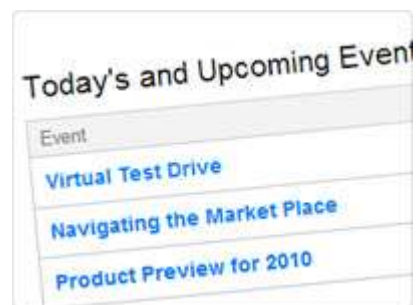 Today's and Upcoming Event
Event
Virtual Test Drive
Navigating the Market Place
Product Preview for 2010